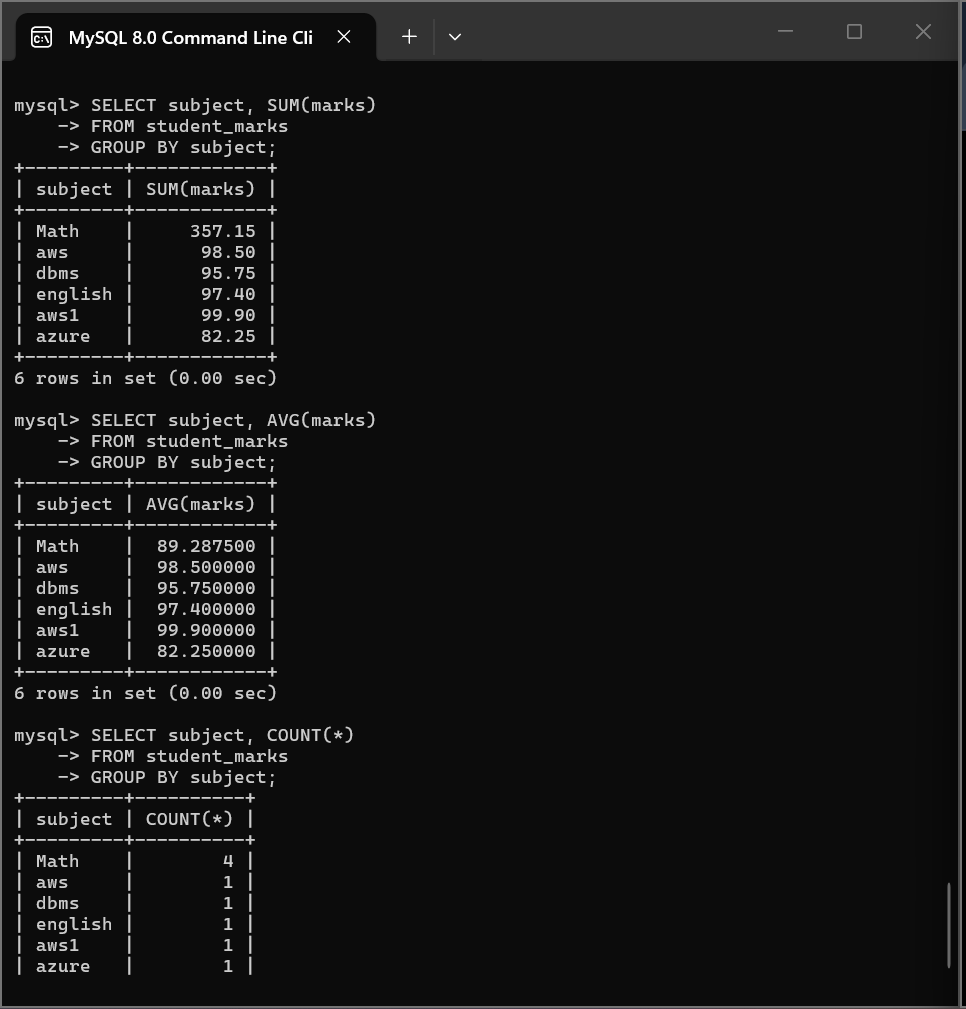 MySQL 8.0 Command Line Cli
mysql> SELECT subject, SUM(marks)
    -> FROM student_marks
    -> GROUP BY subject;
+---------+------------+
| subject | SUM(marks) |
+---------+------------+
| Math    |     357.15 |
| aws     |      98.50 |
| dbms    |      95.75 |
| english |      97.40 |
| aws1    |      99.90 |
| azure   |      82.25 |
+---------+------------+
6 rows in set (0.00 sec)
mysql> SELECT subject, AVG(marks)
    -> FROM student_marks
    -> GROUP BY subject;
+---------+------------+
| subject | AVG(marks) |
+---------+------------+
| Math    |  89.287500 |
| aws     |  98.500000 |
| dbms    |  95.750000 |
| english |  97.400000 |
| aws1    |  99.900000 |
| azure   |  82.250000 |
+---------+------------+
6 rows in set (0.00 sec)
mysql> SELECT subject, COUNT(*)
    -> FROM student_marks
    -> GROUP BY subject;
+---------+----------+
| subject | COUNT(*) |
+---------+----------+
| Math    |        4 |
| aws     |        1 |
| dbms    |        1 |
| english |        1 |
| aws1    |        1 |
| azure   |        1 |